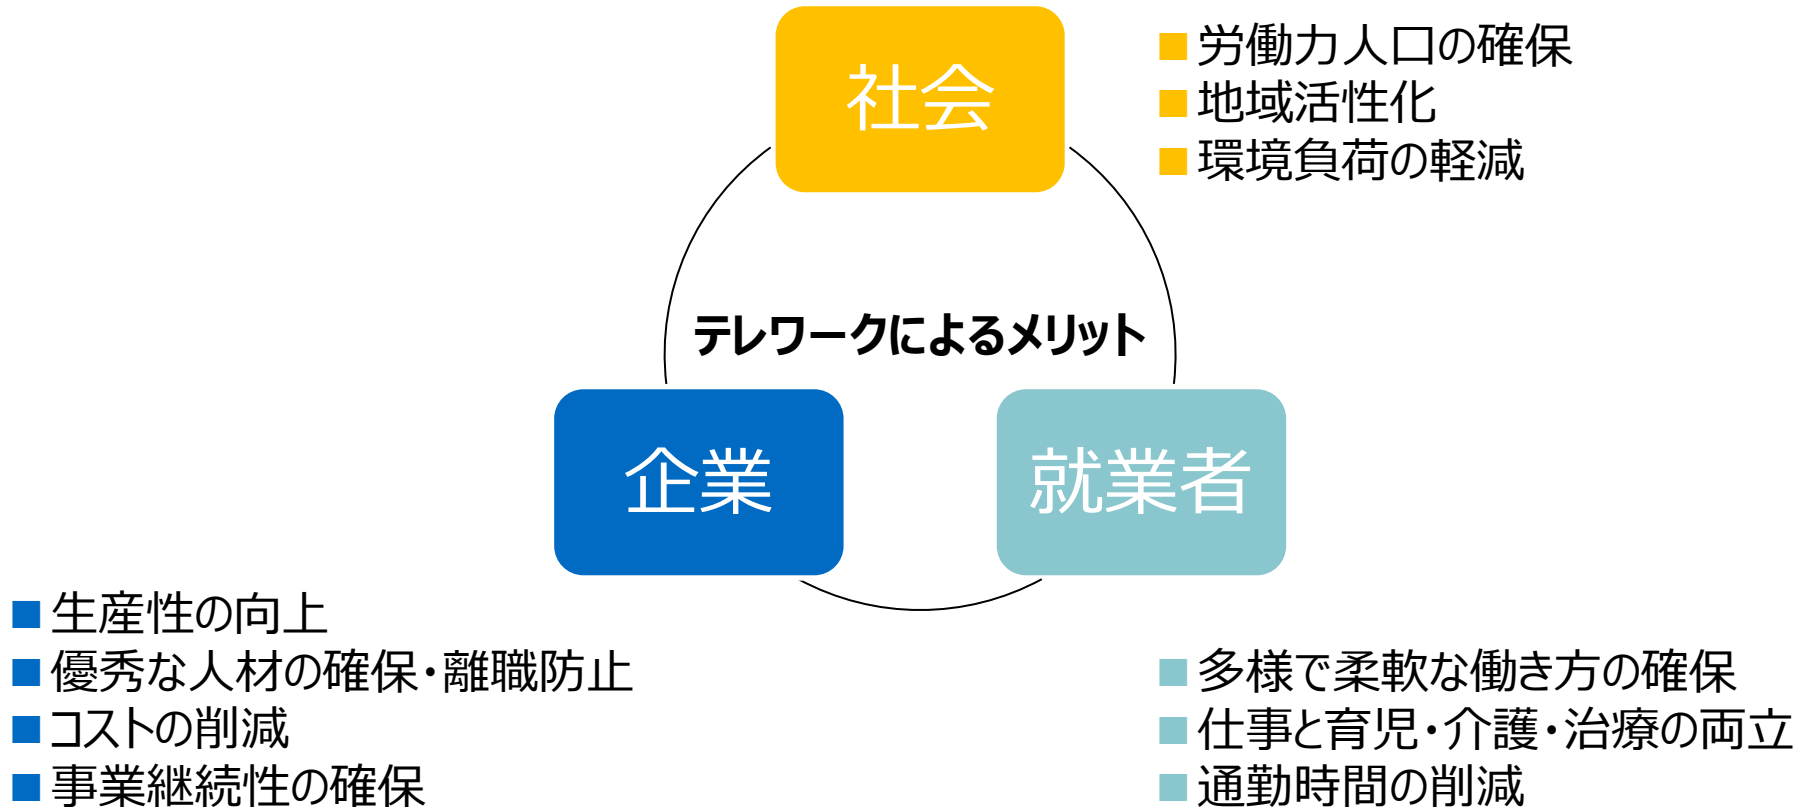 社会
■労働力人口の確保
■地域活性化
■環境負荷の軽減
テレワークによるメリット
企業
就業者
■生産性の向上
■優秀な人材の確保・離職防止
■コストの削減
■事業継続性の確保
■多様で柔軟な働き方の確保
■仕事と育児・介護・治療の両立
■通勤時間の削減